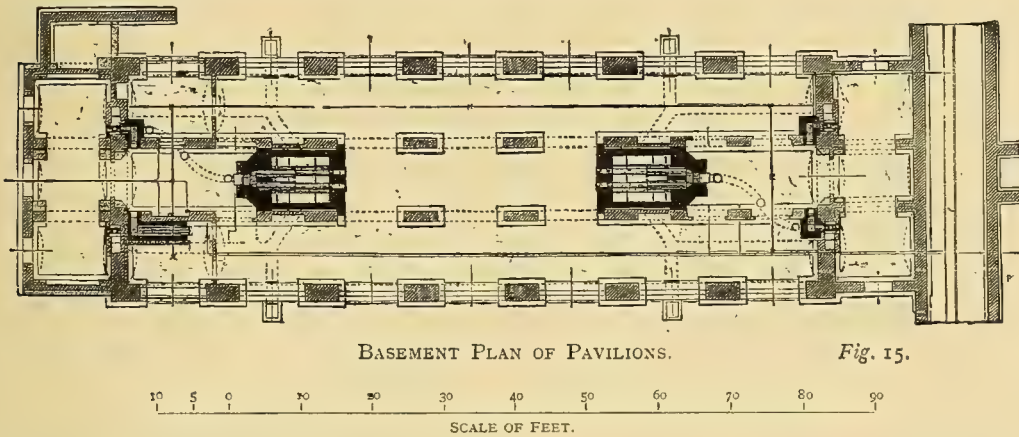 BASEMENT PLAN OF PAVILIONS. Fig. 15.
10 5 0 10 20 30 40 50 60 70 80 90
SCALE OF FEET.